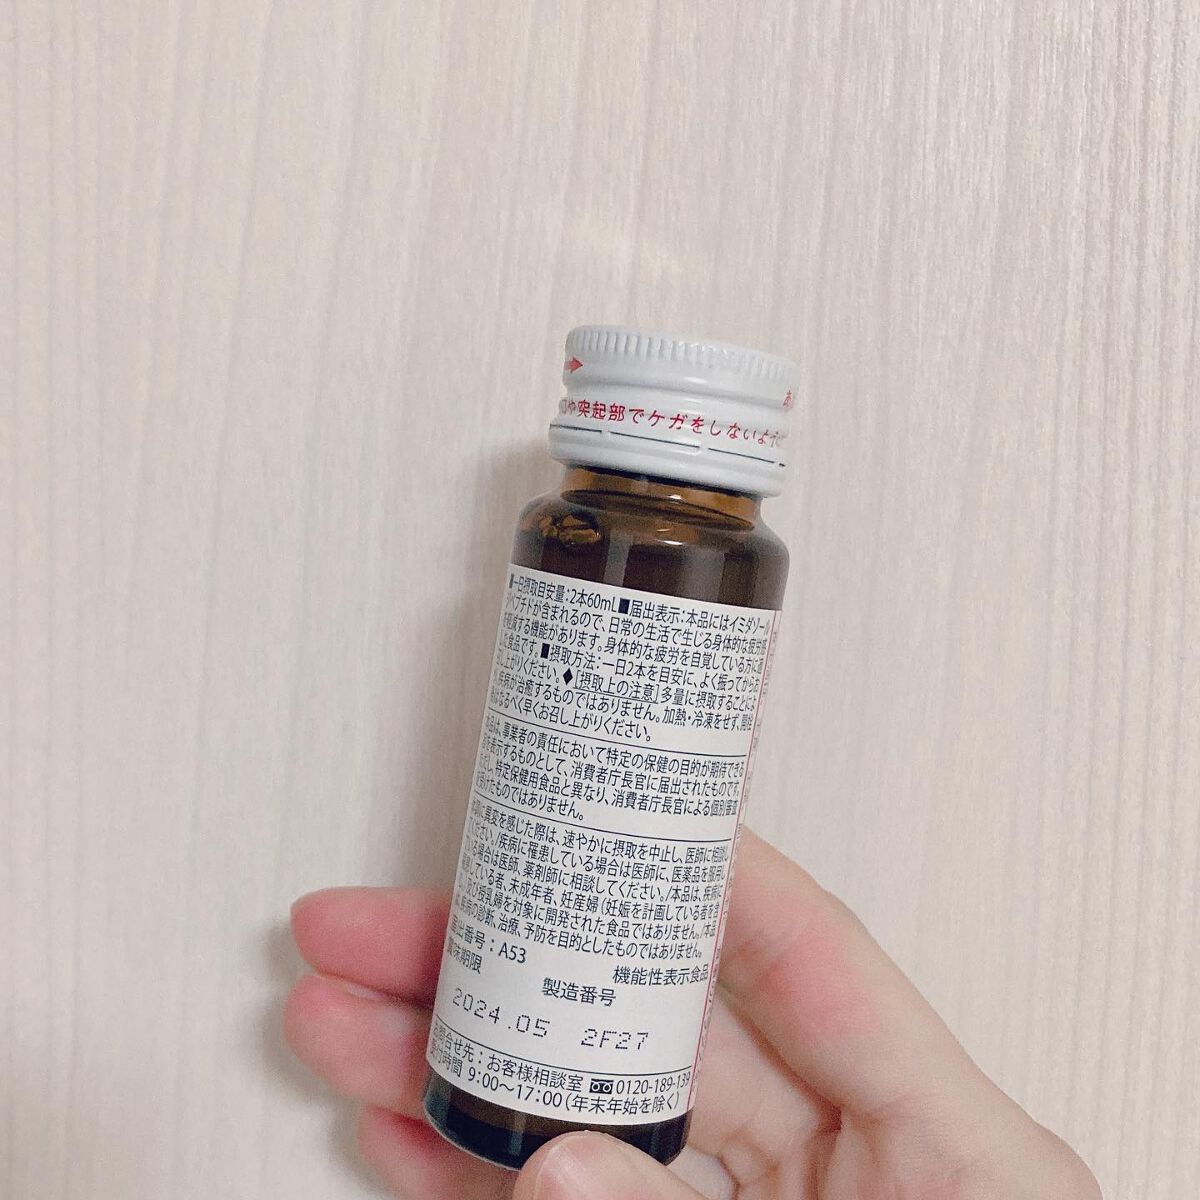 あ
口や突起部でケガをしないように
■一日摂取目安量:2本60mL■届出表示:本品にはイミダゾール
ジペプチドが含まれるので、日常の生活で生じる身体的な疲労感
を軽減する機能があります。身体的な疲労を自覚している方に適
した食品です。■摂取方法:一日2本を目安に、よく振ってからお
召し上がりください。◆[摂取上の注意]多量に摂取することによ
り、疾病が治癒するものではありません。加熱・冷凍をせず、開栓
後はなるべく早くお召し上がりください。
本品は、事業者の責任において特定の保健の目的が期待できる
旨を表示するものとして、消費者庁長官に届出されたものです。
ただし、特定保健用食品と異なり、消費者庁長官による個別審査
を受けたものではありません。
体調に異変を感じた際は、速やかに摂取を中止し、医師に相談し
てください。/疾病に罹患している場合は医師に、医薬品を服用し
ている場合は医師、薬剤師に相談してください。/本品は、疾病に
罹患している者、未成年者、妊産婦(妊娠を計画している者を含
む。)及び授乳婦を対象に開発された食品ではありません。/本品
は、疾病の診断、治療、予防を目的としたものではありません。
届出番号:A53
機能性表示食品
賞味期限
製造番号
2024.05 2F27
お問合せ先:お客様相談室 0120-189-139
受付時間 9:00〜17:00(年末年始を除く)